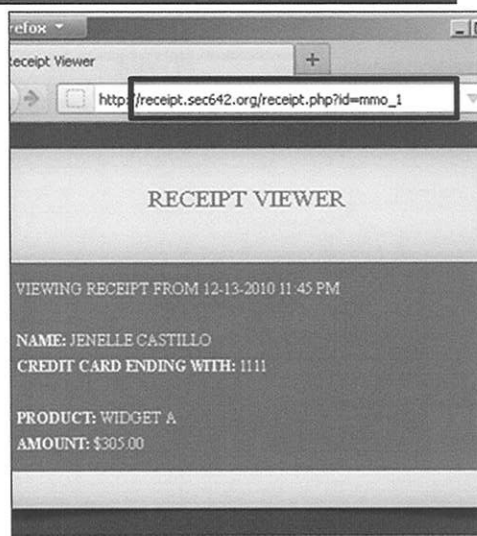 refox
eceipt Viewer
+
http://receipt.sec642.org/receipt.php?id=mmo_1
RECEIPT VIEWER
VIEWING RECEIPT FROM 12-13-2010 11:45 PM
NAME: JENELLE CASTILLO
CREDIT CARD ENDING WITH: 1111
PRODUCT: WIDGET A
AMOUNT: $305.00